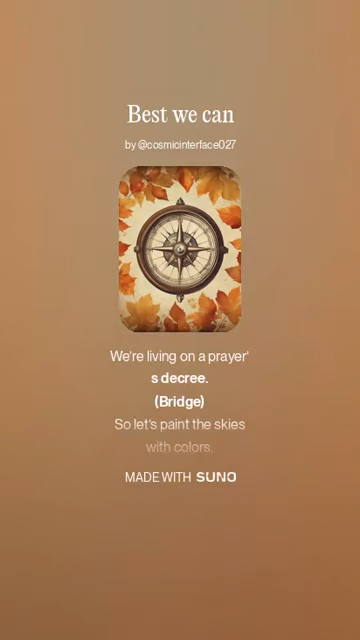 Best we can
by @cosmicinterface027
We're living on a prayer'
s decree.
(Bridge)
So let's paint the skies
with colors,
MADE WITH SUNO